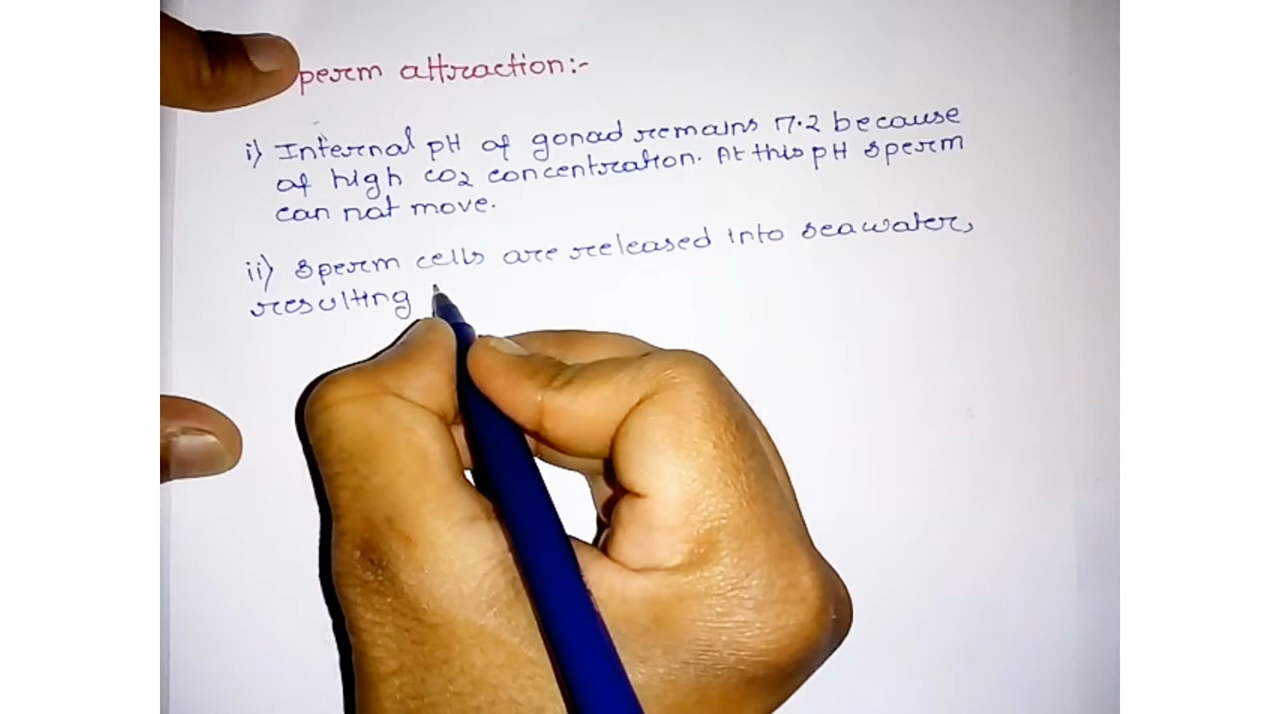 perm attraction:-
i) Internal pH of gonad remains 7.2 because
of high CO2 concentration. At this pH sperm
can not move.
ii) Sperm cells are released into seawater,
resulting